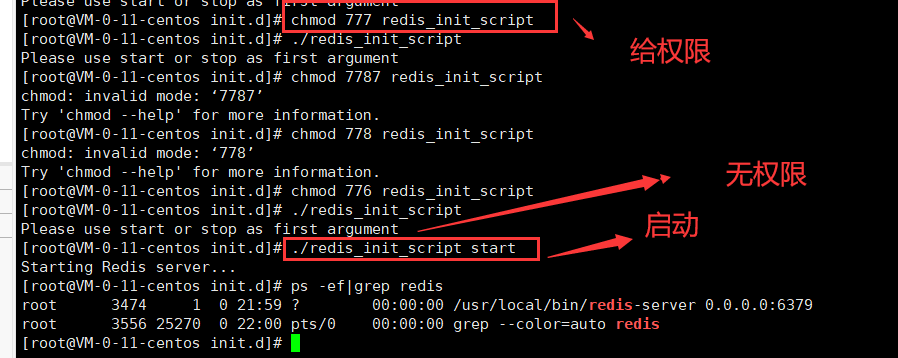 Please use start or stop as first argument
[root@VM-0-11-centos init.d]# chmod 777 redis_init_script
给权限
[root@VM-0-11-centos init.d]# ./redis_init_script
Please use start or stop as first argument
[root@VM-0-11-centos init.d]# chmod 7787 redis_init_script
chmod: invalid mode: ‘7787’
Try 'chmod --help' for more information.
[root@VM-0-11-centos init.d]# chmod 778 redis_init_script
chmod: invalid mode: ‘778’
Try 'chmod --help' for more information.
无权限
[root@VM-0-11-centos init.d]# chmod 776 redis_init_script
[root@VM-0-11-centos init.d]# ./redis_init_script
Please use start or stop as first argument
启动
[root@VM-0-11-centos init.d]# ./redis_init_script start
Starting Redis server...
[root@VM-0-11-centos init.d]# ps -ef|grep redis
root      3474     1  0 21:59 ?        00:00:00 /usr/local/bin/redis-server 0.0.0.0:6379
root      3556 25270  0 22:00 pts/0    00:00:00 grep --color=auto redis
[root@VM-0-11-centos init.d]#